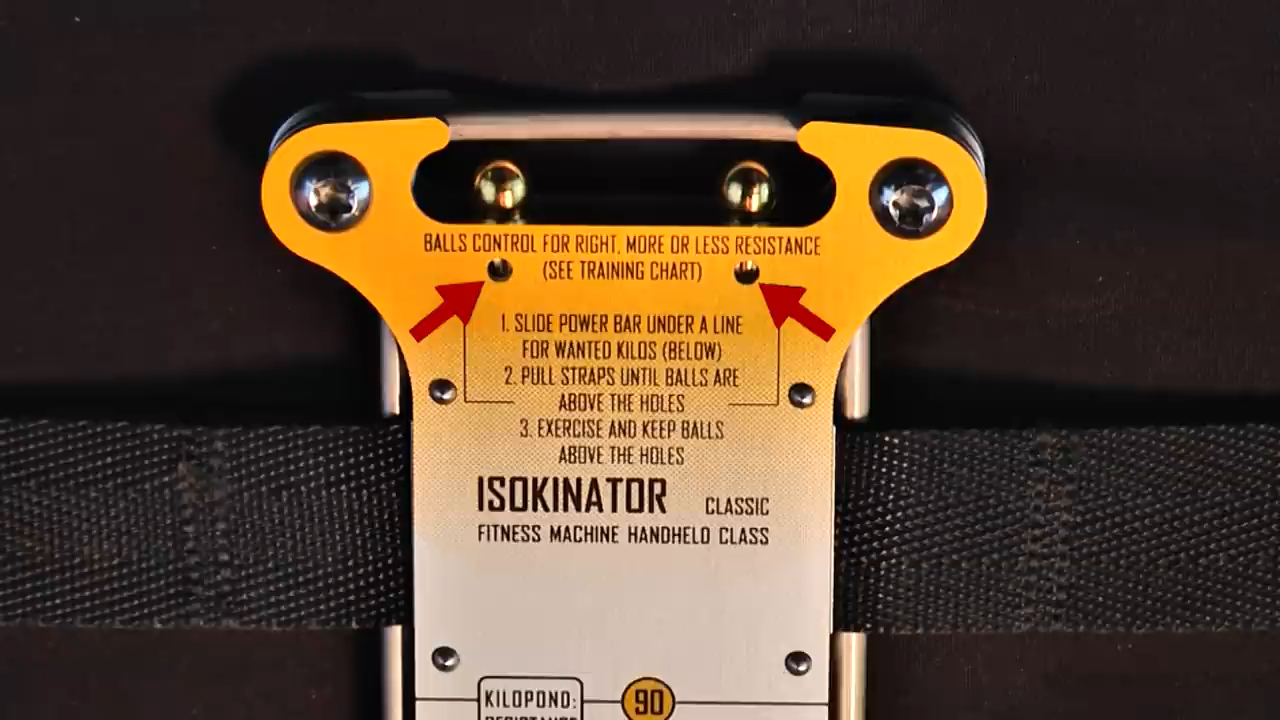 BALLS CONTROL FOR RIGHT, MORE OR LESS RESISTANCE
(SEE TRAINING CHART)
1. SLIDE POWER BAR UNDER A LINE
FOR WANTED KILOS (BELOW)
2. PULL STRAPS UNTIL BALLS ARE
ABOVE THE HOLES
3. EXERCISE AND KEEP BALLS
ABOVE THE HOLES
ISOKINATOR CLASSIC
FITNESS MACHINE HANDHELD CLASS
KILOPOND: 90
RESISTANCE